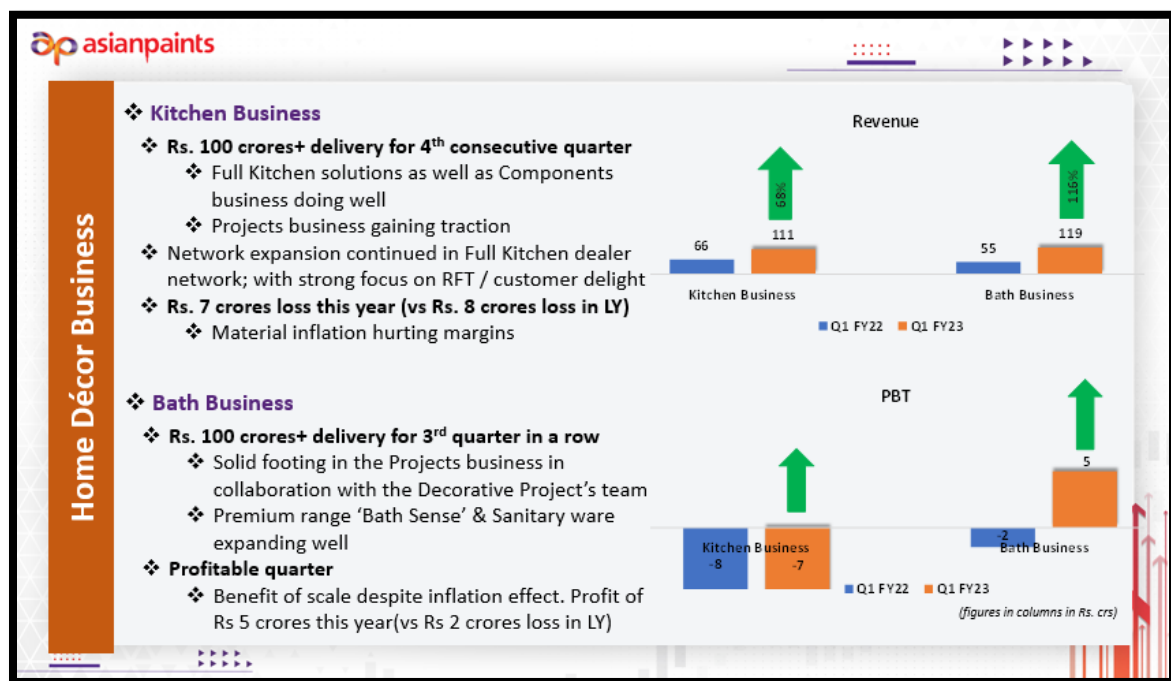 asianpaints
Home Décor Business
❖ Kitchen Business
❖ Rs. 100 crores+ delivery for 4th consecutive quarter
❖ Full Kitchen solutions as well as Components
business doing well
❖ Projects business gaining traction
❖ Network expansion continued in Full Kitchen dealer
network; with strong focus on RFT / customer delight
❖ Rs. 7 crores loss this year (vs Rs. 8 crores loss in LY)
❖ Material inflation hurting margins
❖ Bath Business
❖ Rs. 100 crores+ delivery for 3rd quarter in a row
❖ Solid footing in the Projects business in
collaboration with the Decorative Project's team
❖ Premium range 'Bath Sense' & Sanitary ware
expanding well
❖ Profitable quarter
❖ Benefit of scale despite inflation effect. Profit of
Rs 5 crores this year(vs Rs 2 crores loss in LY)
Revenue
68%
116%
66
111
55
119
Kitchen Business
Bath Business
Q1 FY22
Q1 FY23
PBT
5
Kitchen Business
-8
-7
-2
Bath Business
Q1 FY22
Q1 FY23
(figures in columns in Rs. crs)